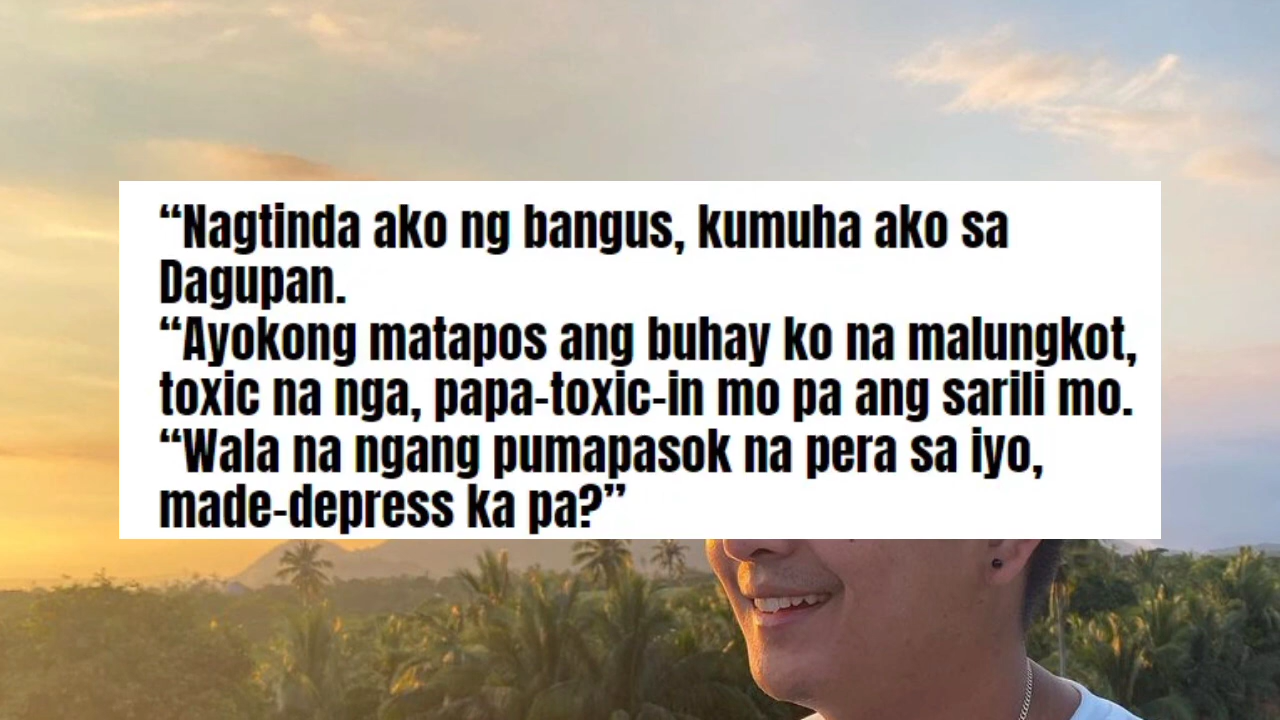 “Nagtinda ako ng bangus, kumuha ako sa
Dagupan.
“Ayokong matapos ang buhay ko na malungkot,
toxic na nga, papa-toxic-in mo pa ang sarili mo.
“Wala na ngang pumapasok na pera sa iyo,
made-depress ka pa?”